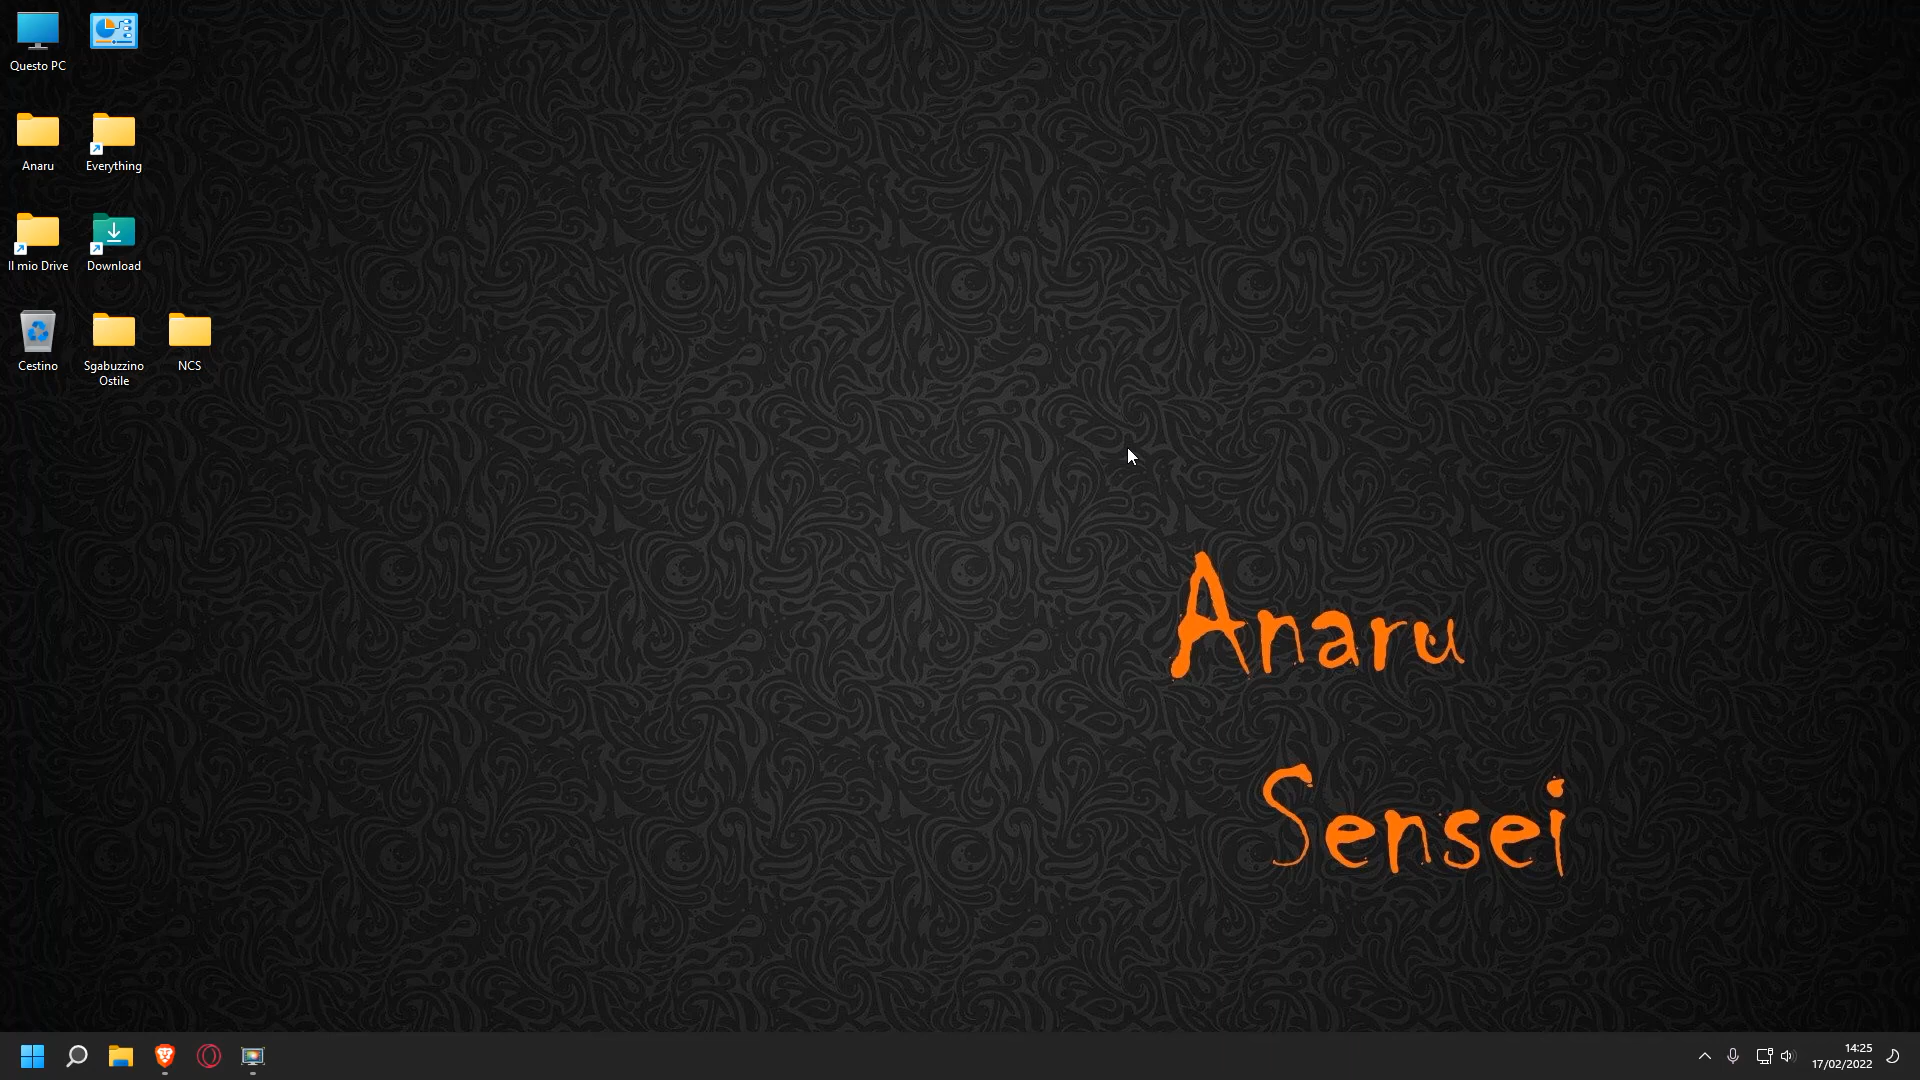 Questo PC
Anaru
Everything
Il mio Drive
Download
Cestino
Sgabuzzino
Ostile
NCS
Anaru
Sensei
14:25
17/02/2022